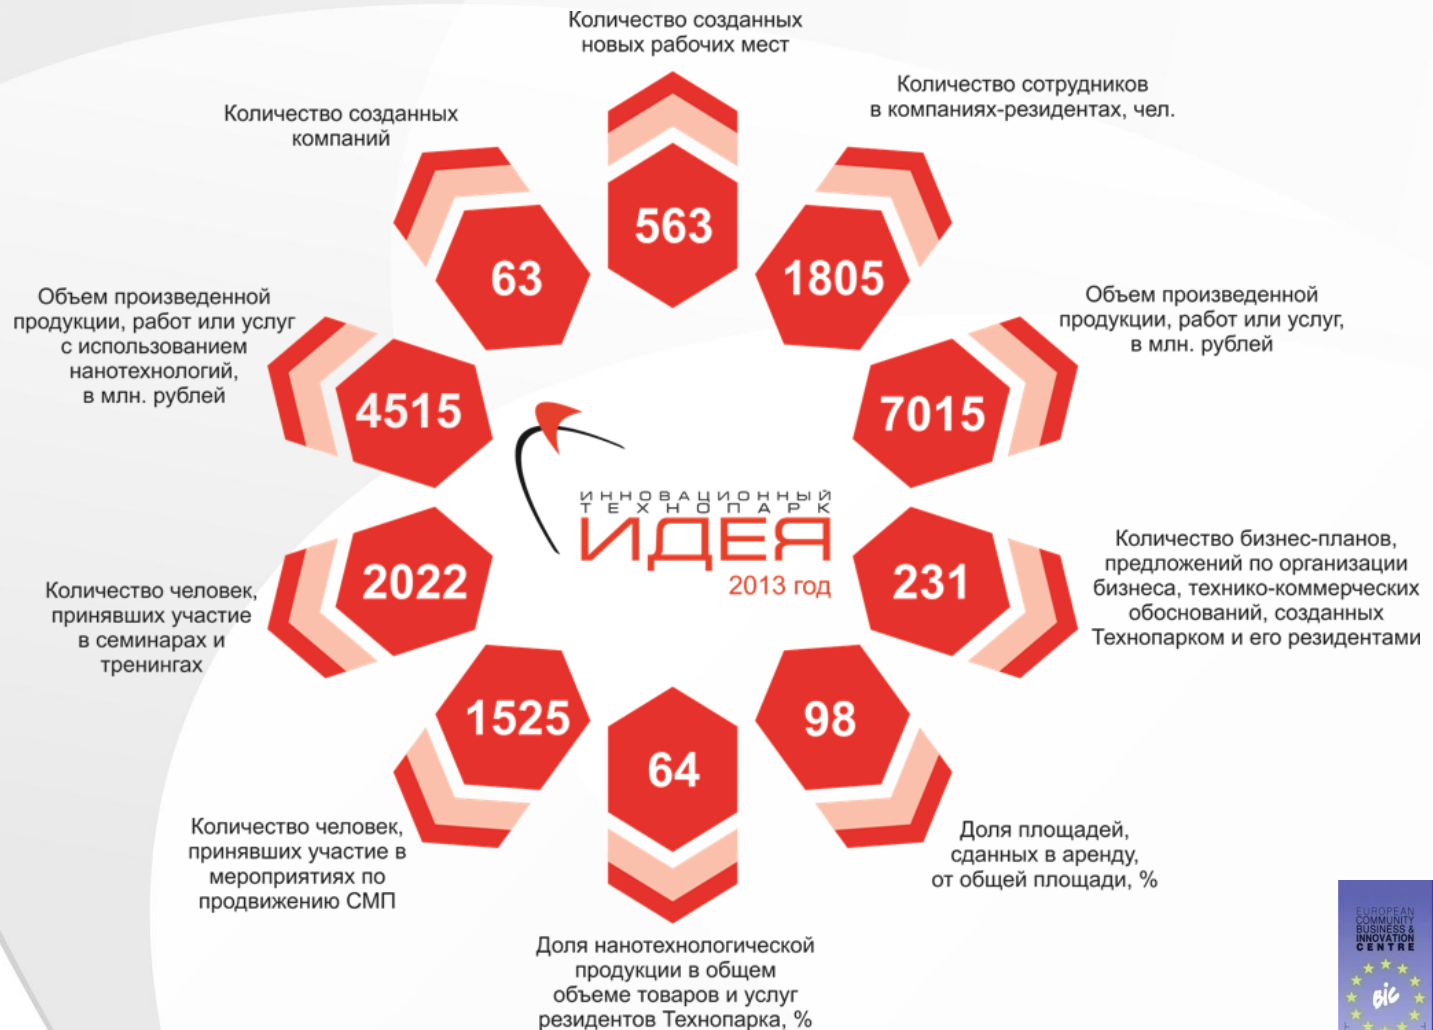 Количество созданных
новых рабочих мест
563
Количество сотрудников
в компаниях-резидентах, чел.
1805
Объем произведенной
продукции, работ или услуг,
в млн. рублей
7015
Количество бизнес-планов,
предложений по организации
бизнеса, технико-коммерческих
обоснований, созданных
Технопарком и его резидентами
231
Доля площадей,
сданных в аренду,
от общей площади, %
98
Доля нанотехнологической
продукции в общем
объеме товаров и услуг
резидентов Технопарка, %
64
Количество человек,
принявших участие в
мероприятиях по
продвижению СМП
1525
Количество человек,
принявших участие
в семинарах и
тренингах
2022
Объем произведенной
продукции, работ или услуг
с использованием
нанотехнологий,
в млн. рублей
4515
Количество созданных
компаний
63
ИННОВАЦИОННЫЙ
ТЕХНОПАРК
ИДЕЯ
2013 год
EUROPEAN
COMMUNITY
BUSINESS &
INNOVATION
CENTRE
BIC